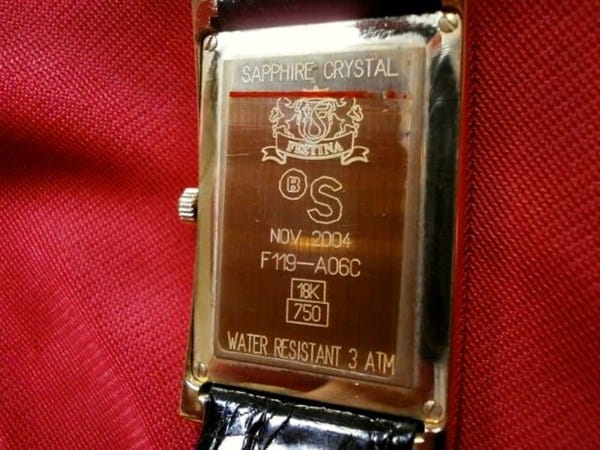 SAPPHIRE CRYSTAL
FESTINA
B S
NOV 2004
F119-A06C
18K
750
WATER RESISTANT 3 ATM